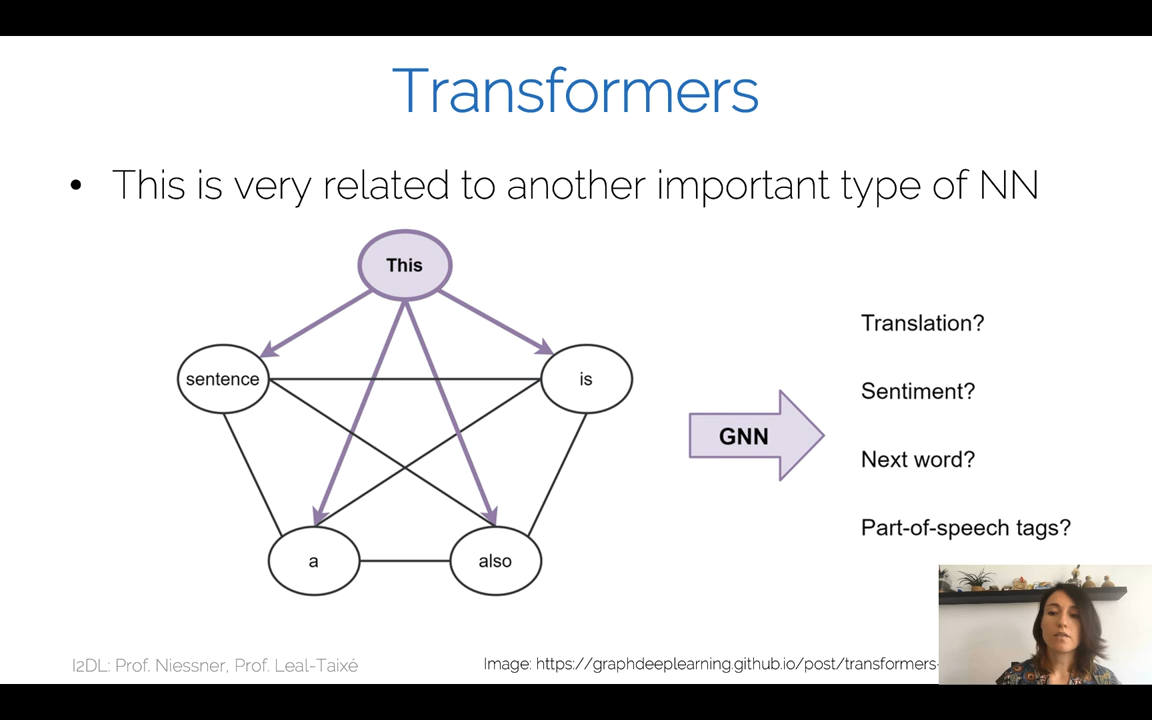 Transformers
• This is very related to another important type of NN
This
sentence
is
a
also
GNN
Translation?
Sentiment?
Next word?
Part-of-speech tags?
I2DL: Prof. Niessner, Prof. Leal-Taixé
Image: https://graphdeeplearning.github.io/post/transformers-